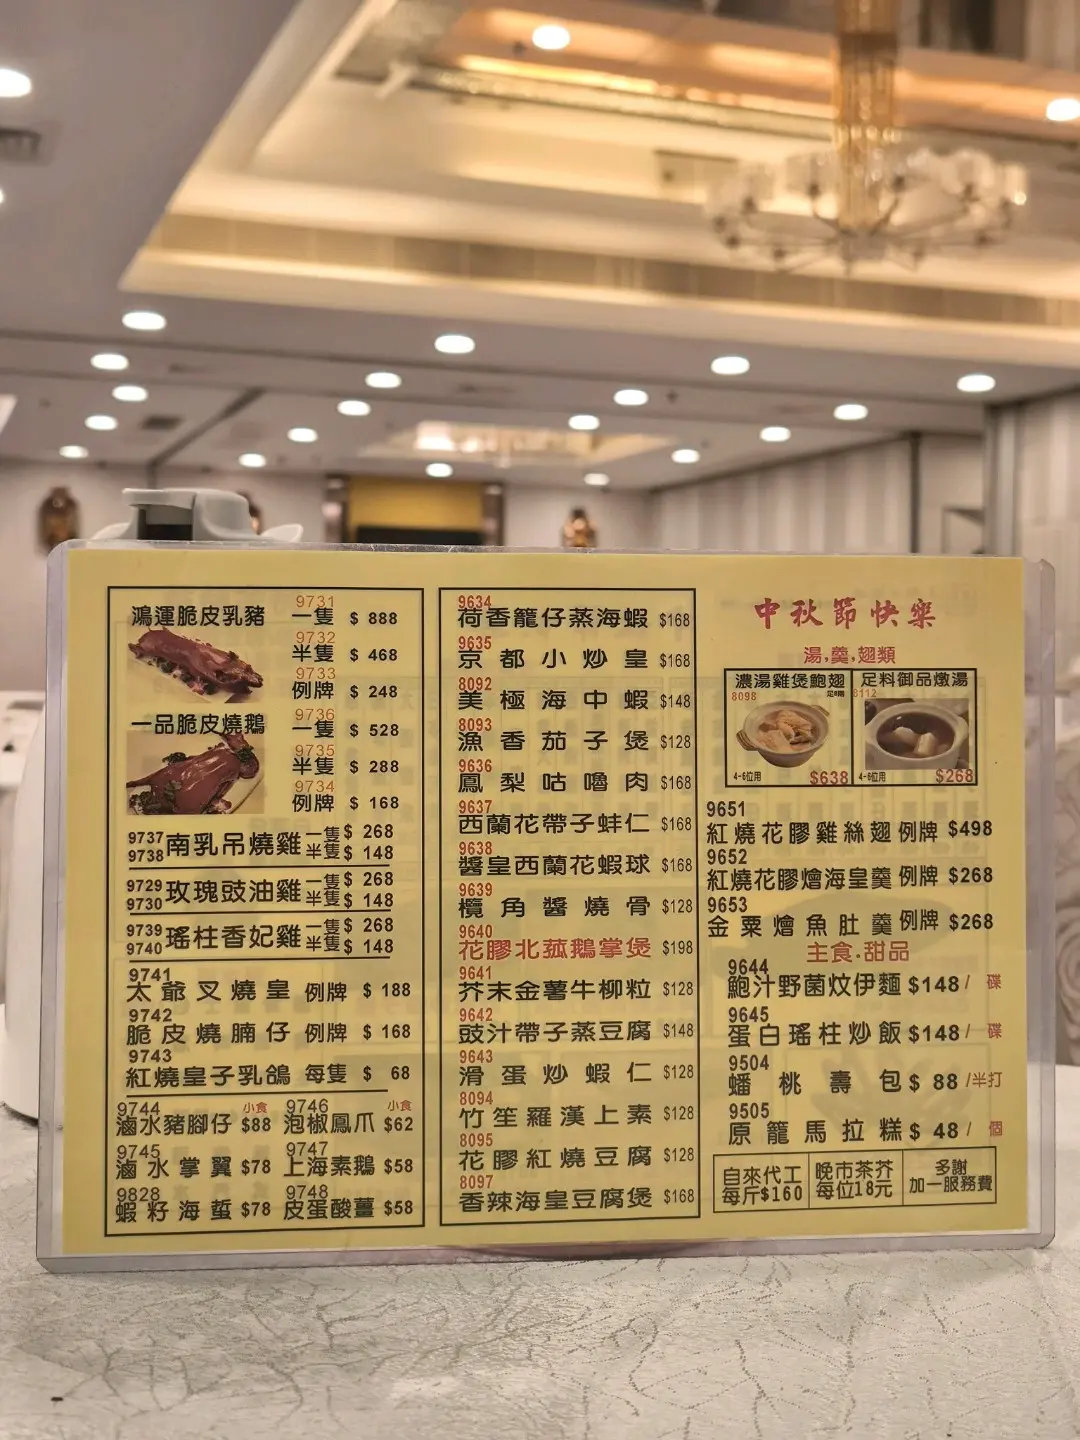 鴻運脆皮乳豬
9731
一隻 $ 888
9732
半隻 $ 468
9733
例牌 $ 248
一品脆皮燒鵝
9736
一隻 $ 528
9735
半隻 $ 288
9734
例牌 $ 168
9737 南乳吊燒雞 一隻 $ 268
9738 半隻 $ 148
9729 玫瑰豉油雞 一隻 $ 268
9730 半隻 $ 148
9739 瑤柱香妃雞 一隻 $ 268
9740 半隻 $ 148
9741
太爺叉燒皇 例牌 $ 188
9742
脆皮燒腩仔 例牌 $ 168
9743
紅燒皇子乳鴿 每隻 $ 68
9744 小食 9746 小食
滷水豬腳仔 $88 泡椒鳳爪 $62
9745 9747
滷水掌翼 $78 上海素鵝 $58
9828 9748
蝦籽海蜇 $78 皮蛋酸薑 $58
9634
荷香籠仔蒸海蝦 $168
9635
京都小炒皇 $168
8092
美極海中蝦 $148
8093
漁香茄子煲 $128
9636
鳳梨咕嚕肉 $168
9637
西蘭花帶子蚌仁 $168
9638
醬皇西蘭花蝦球 $168
9639
欖角醬燒骨 $128
9640
花膠北菰鵝掌煲 $198
9641
芥末金薯牛柳粒 $128
9642
豉汁帶子蒸豆腐 $148
9643
滑蛋炒蝦仁 $128
8094
竹笙羅漢上素 $128
8095
花膠紅燒豆腐 $128
8097
香辣海皇豆腐煲 $168
中秋節快樂
湯,羹,翅類
濃湯雞煲鮑翅
8098
4-6位用 $638
足料御品燉湯
8112
4-6位用 $268
9651
紅燒花膠雞絲翅 例牌 $498
9652
紅燒花膠燴海皇羹 例牌 $268
9653
金粟燴魚肚羹 例牌 $268
主食.甜品
9644
鮑汁野菌炆伊麵 $148/ 碟
9645
蛋白瑤柱炒飯 $148/ 碟
9504
蟠桃壽包 $ 88 /半打
9505
原籠馬拉糕 $ 48/ 個
自來代工
每斤$160
晚市茶芥
每位18元
多謝
加一服務費